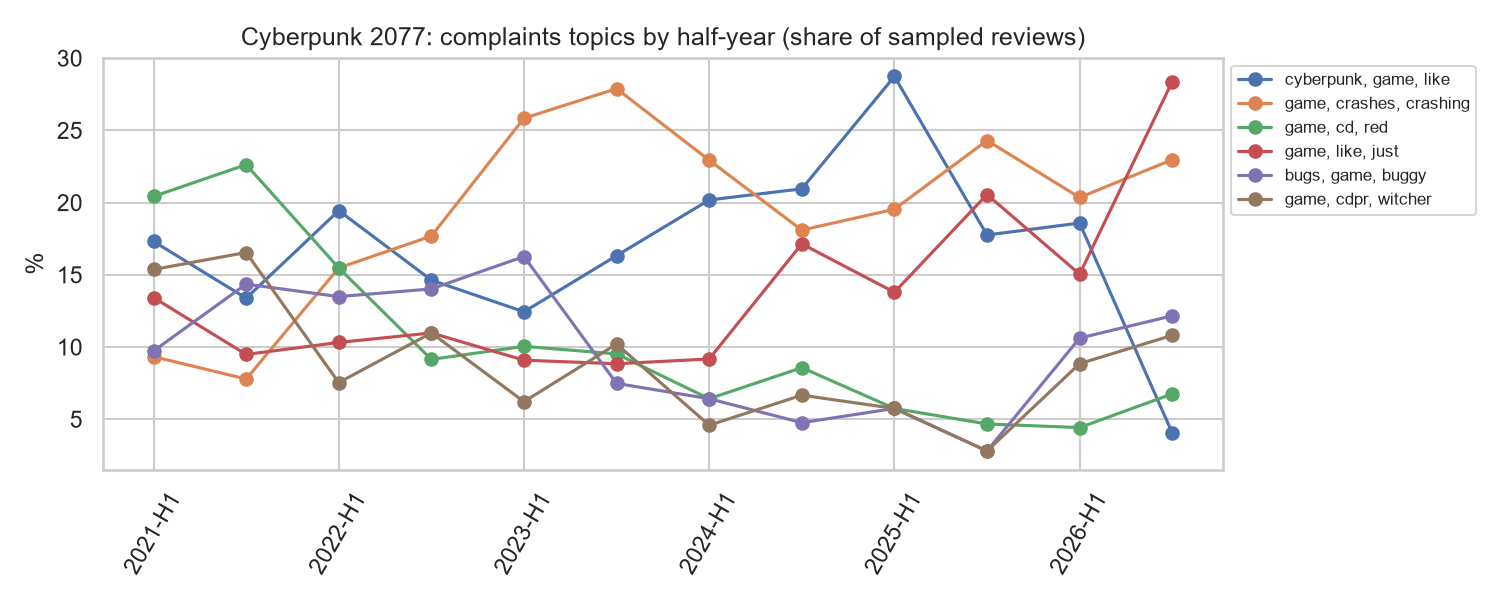 Cyberpunk 2077: complaints topics by half-year (share of sampled reviews)
30
25
20
15
10
5
%
2021-H1
2022-H1
2023-H1
2024-H1
2025-H1
2026-H1
cyberpunk, game, like
game, crashes, crashing
game, cd, red
game, like, just
bugs, game, buggy
game, cdpr, witcher